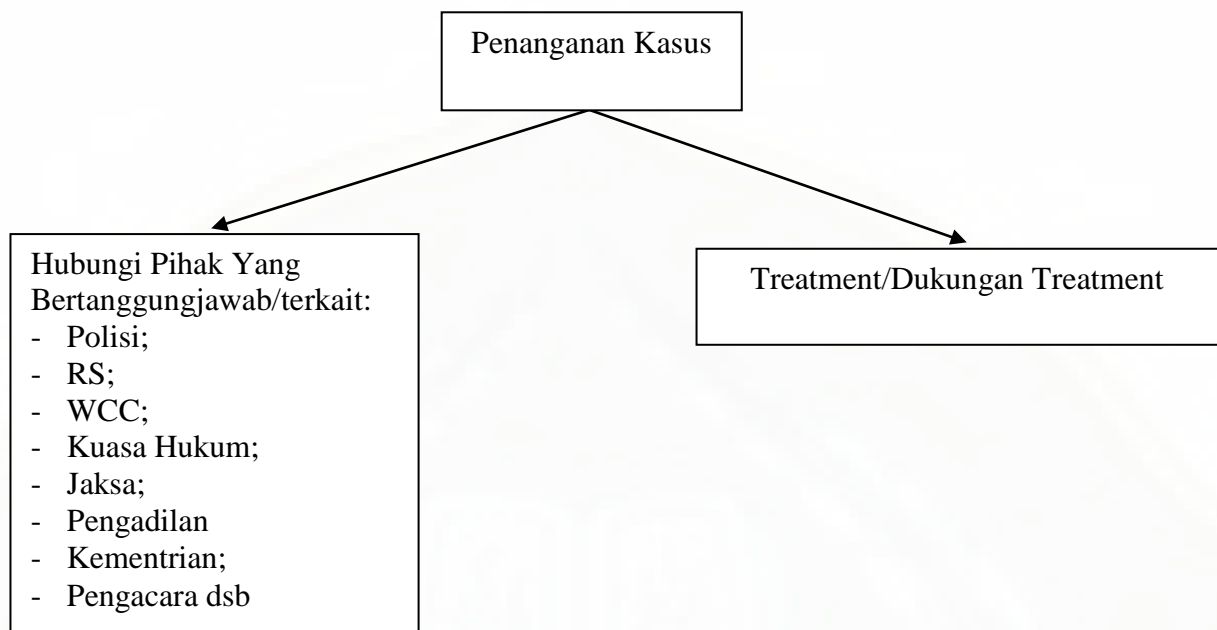 Penanganan Kasus
Hubungi Pihak Yang
Bertanggungjawab/terkait:
- Polisi;
- RS;
- WCC;
- Kuasa Hukum;
- Jaksa;
- Pengadilan
- Kementrian;
- Pengacara dsb
Treatment/Dukungan Treatment